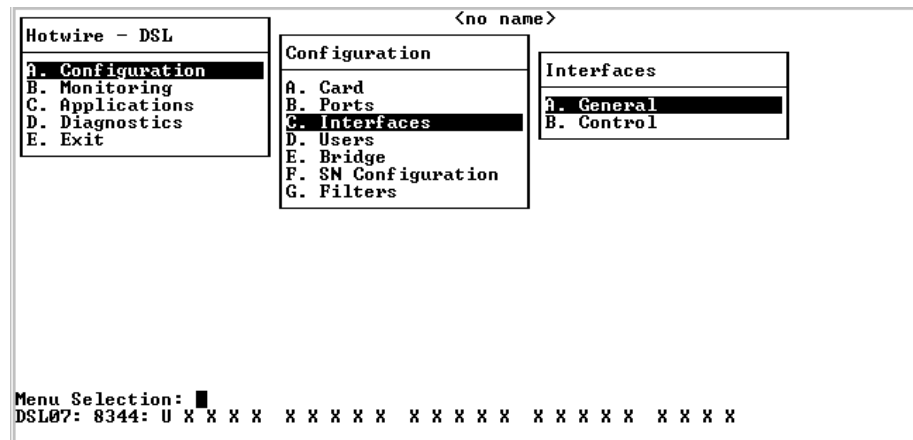 <no name>
Hotwire - DSL
A. Configuration
B. Monitoring
C. Applications
D. Diagnostics
E. Exit
Configuration
A. Card
B. Ports
C. Interfaces
D. Users
E. Bridge
F. SN Configuration
G. Filters
Interfaces
A. General
B. Control
Menu Selection:
DSL07: 8344: U X X X X  X X X X X  X X X X X  X X X X X  X X X X